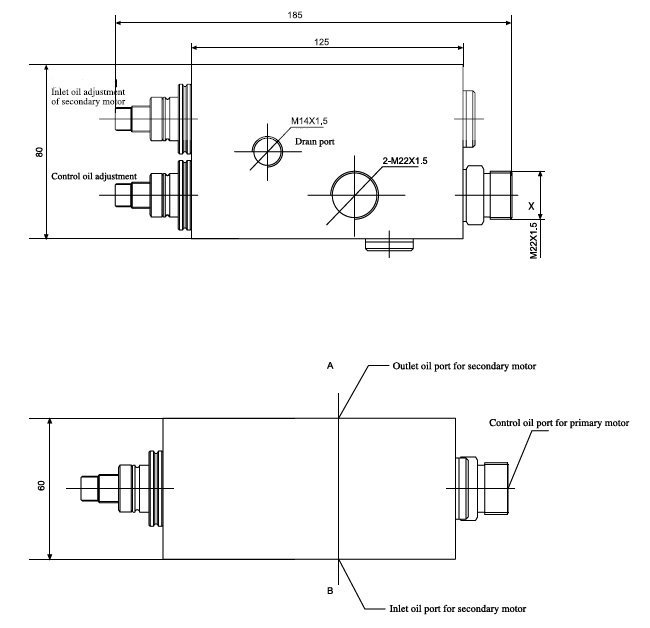 185
125
Inlet oil adjustment
of secondary motor
M14X1,5
Drain port
2-M22X1.5
80
Control oil adjustment
X
M22X1.5
A
Outlet oil port for secondary motor
Control oil port for primary motor
60
B
Inlet oil port for secondary motor